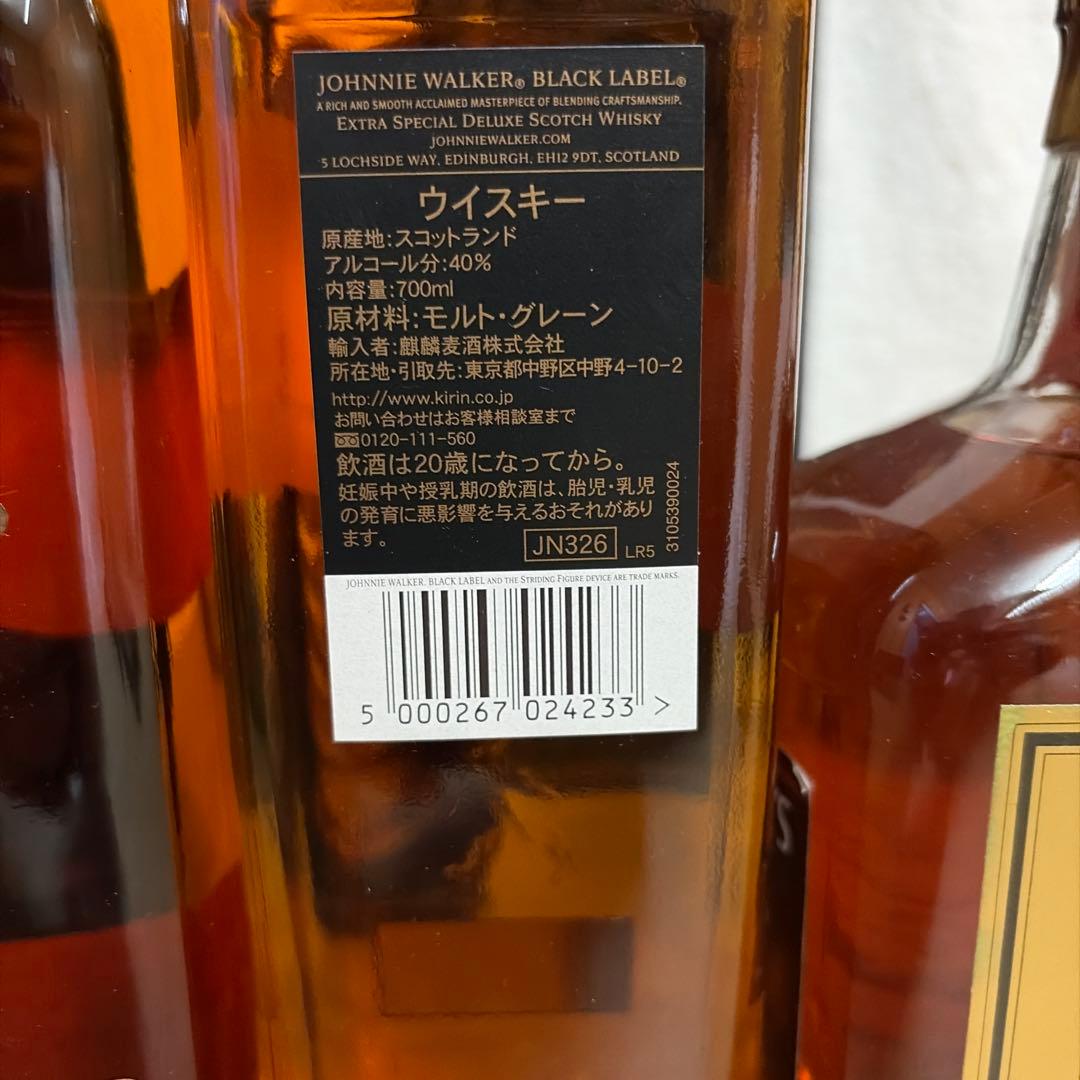 JOHNNIE WALKER® BLACK LABEL®
A RICH AND SMOOTH ACCLAIMED MASTERPIECE OF BLENDING CRAFTSMANSHIP.
EXTRA SPECIAL DELUXE SCOTCH WHISKY
JOHNNIEWALKER.COM
5 LOCHSIDE WAY, EDINBURGH, EH12 9DT, SCOTLAND
ウイスキー
原産地:スコットランド
アルコール分:40%
内容量:700ml
原材料:モルト・グレーン
輸入者:麒麟麦酒株式会社
所在地・引取先:東京都中野区中野4-10-2
http://www.kirin.co.jp
お問い合わせはお客様相談室まで
0120-111-560
飲酒は20歳になってから。
妊娠中や授乳期の飲酒は、胎児・乳児
の発育に悪影響を与えるおそれがあり
ます。
JN326 LR5
3105390024
JOHNNIE WALKER, BLACK LABEL AND THE STRIDING FIGURE DEVICE ARE TRADE MARKS.
5 000267 024233 >